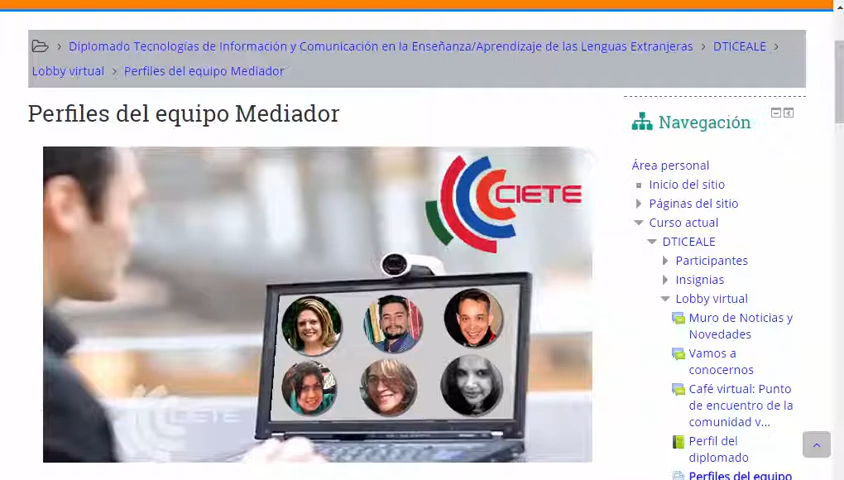 Diplomado Tecnologías de Información y Comunicación en la Enseñanza/Aprendizaje de las Lenguas Extranjeras
DTICEALE
Lobby virtual
Perfiles del equipo Mediador
Perfiles del equipo Mediador
CIETE
CIETE
Navegación
Área personal
Inicio del sitio
Páginas del sitio
Curso actual
DTICEALE
Participantes
Insignias
Lobby virtual
Muro de Noticias y
Novedades
Vamos a
conocernos
Café virtual: Punto
de encuentro de la
comunidad v...
Perfil del
diplomado
Perfiles del equipo